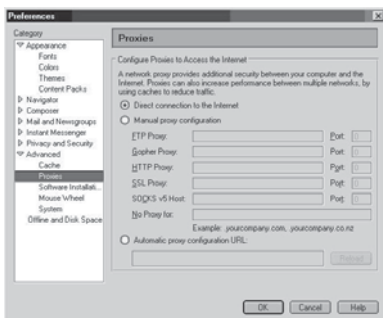 Preferences
Category
Appearance
Fonts
Colors
Themes
Content Packs
Navigator
Composer
Mail and Newsgroups
Instant Messenger
Privacy and Security
Advanced
Cache
Proxies
Software Installati...
Mouse Wheel
System
Offline and Disk Space
Proxies
Configure Proxies to Access the Internet
A network proxy provides additional security between your computer and the
Internet. Proxies can also increase performance between multiple networks, by
using caches to reduce traffic.
Direct connection to the Internet
Manual proxy configuration
FTP Proxy: Port: 0
Gopher Proxy: Port: 0
HTTP Proxy: Port: 0
SSL Proxy: Port: 0
SOCKS v5 Host: Port: 0
No Proxy for:
Example: .yourcompany.com, .yourcompany.co.nz
Automatic proxy configuration URL:
Reload
OK Cancel Help